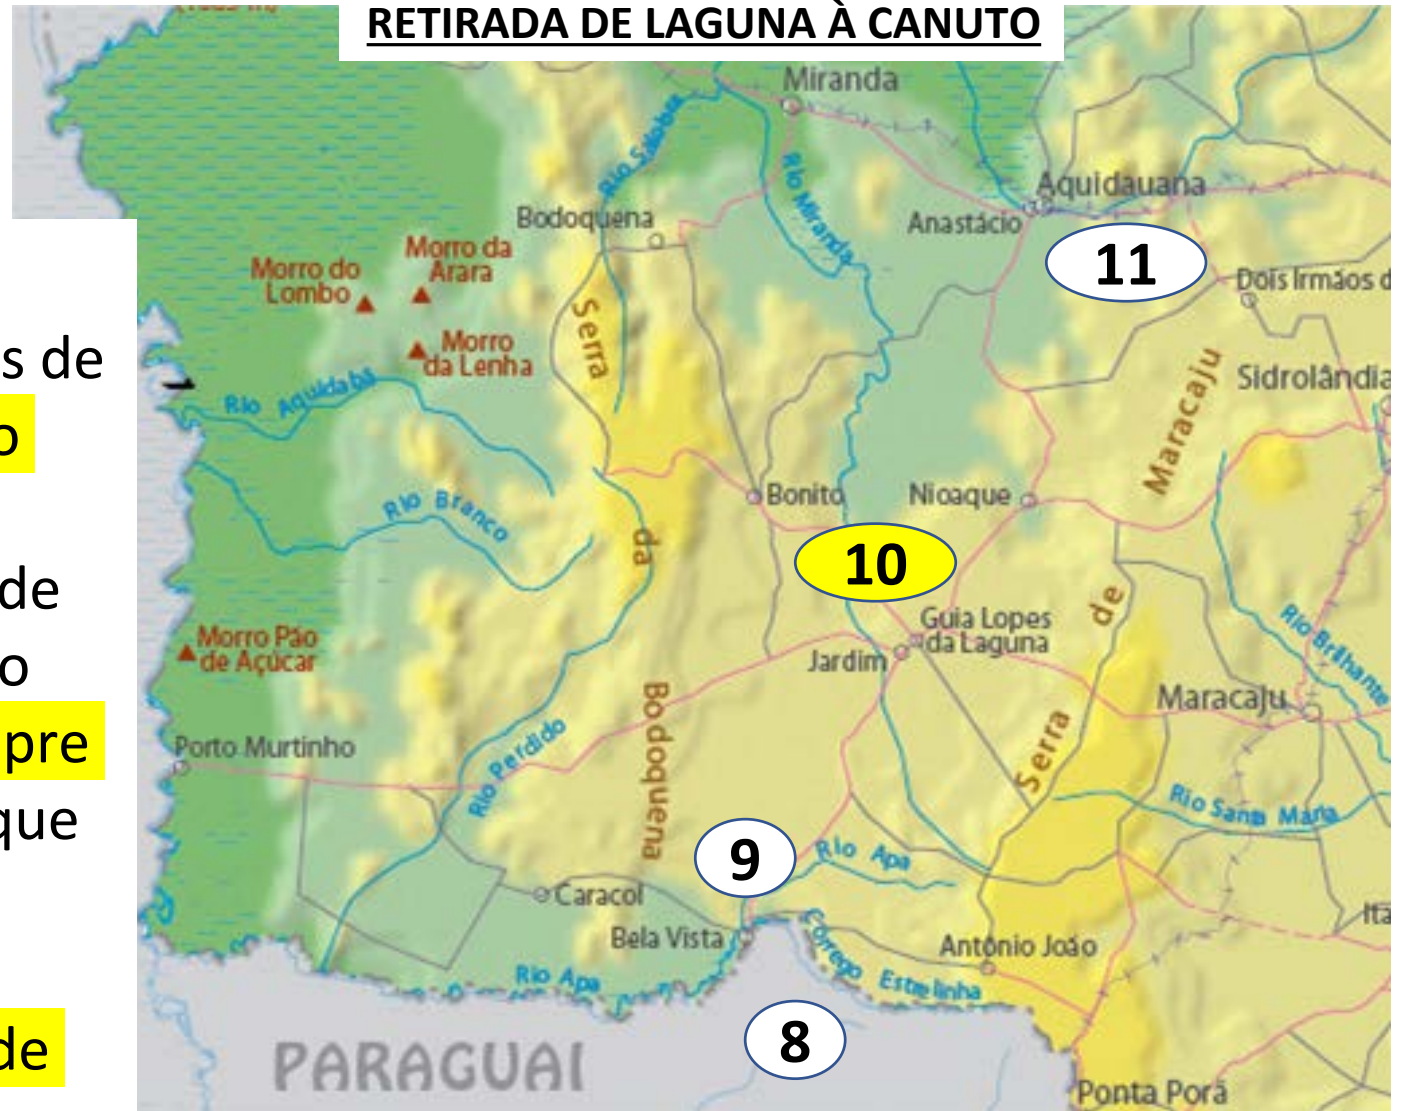 RETIRADA DE LAGUNA À CANUTO
Miranda
Rio Salobra
Rio Miranda
Aquidauana
Anastácio
Bodoquena
11
Morro da
Arara
Morro do
Lombo
Dois Irmãos d
Serra
Morro
da Lenha
s de
Maracaju
Sidrolândia
Rio Aquidabã
o
Bonito
Nioaque
Rio Branco
da
10
de
de
Guia Lopes
da Laguna
Rio Brilhante
Morro Pão
de Açúcar
Jardim
o
Bodoquena
Maracaju
Serra
pre
Porto Murtinho
Rio Perdido
Rio Santa Maria
que
9
Rio Apa
Caracol
Ita
Bela Vista
Antônio João
Córrego Estrelinha
Rio Apa
8
de
PARAGUAI
Ponta Porã